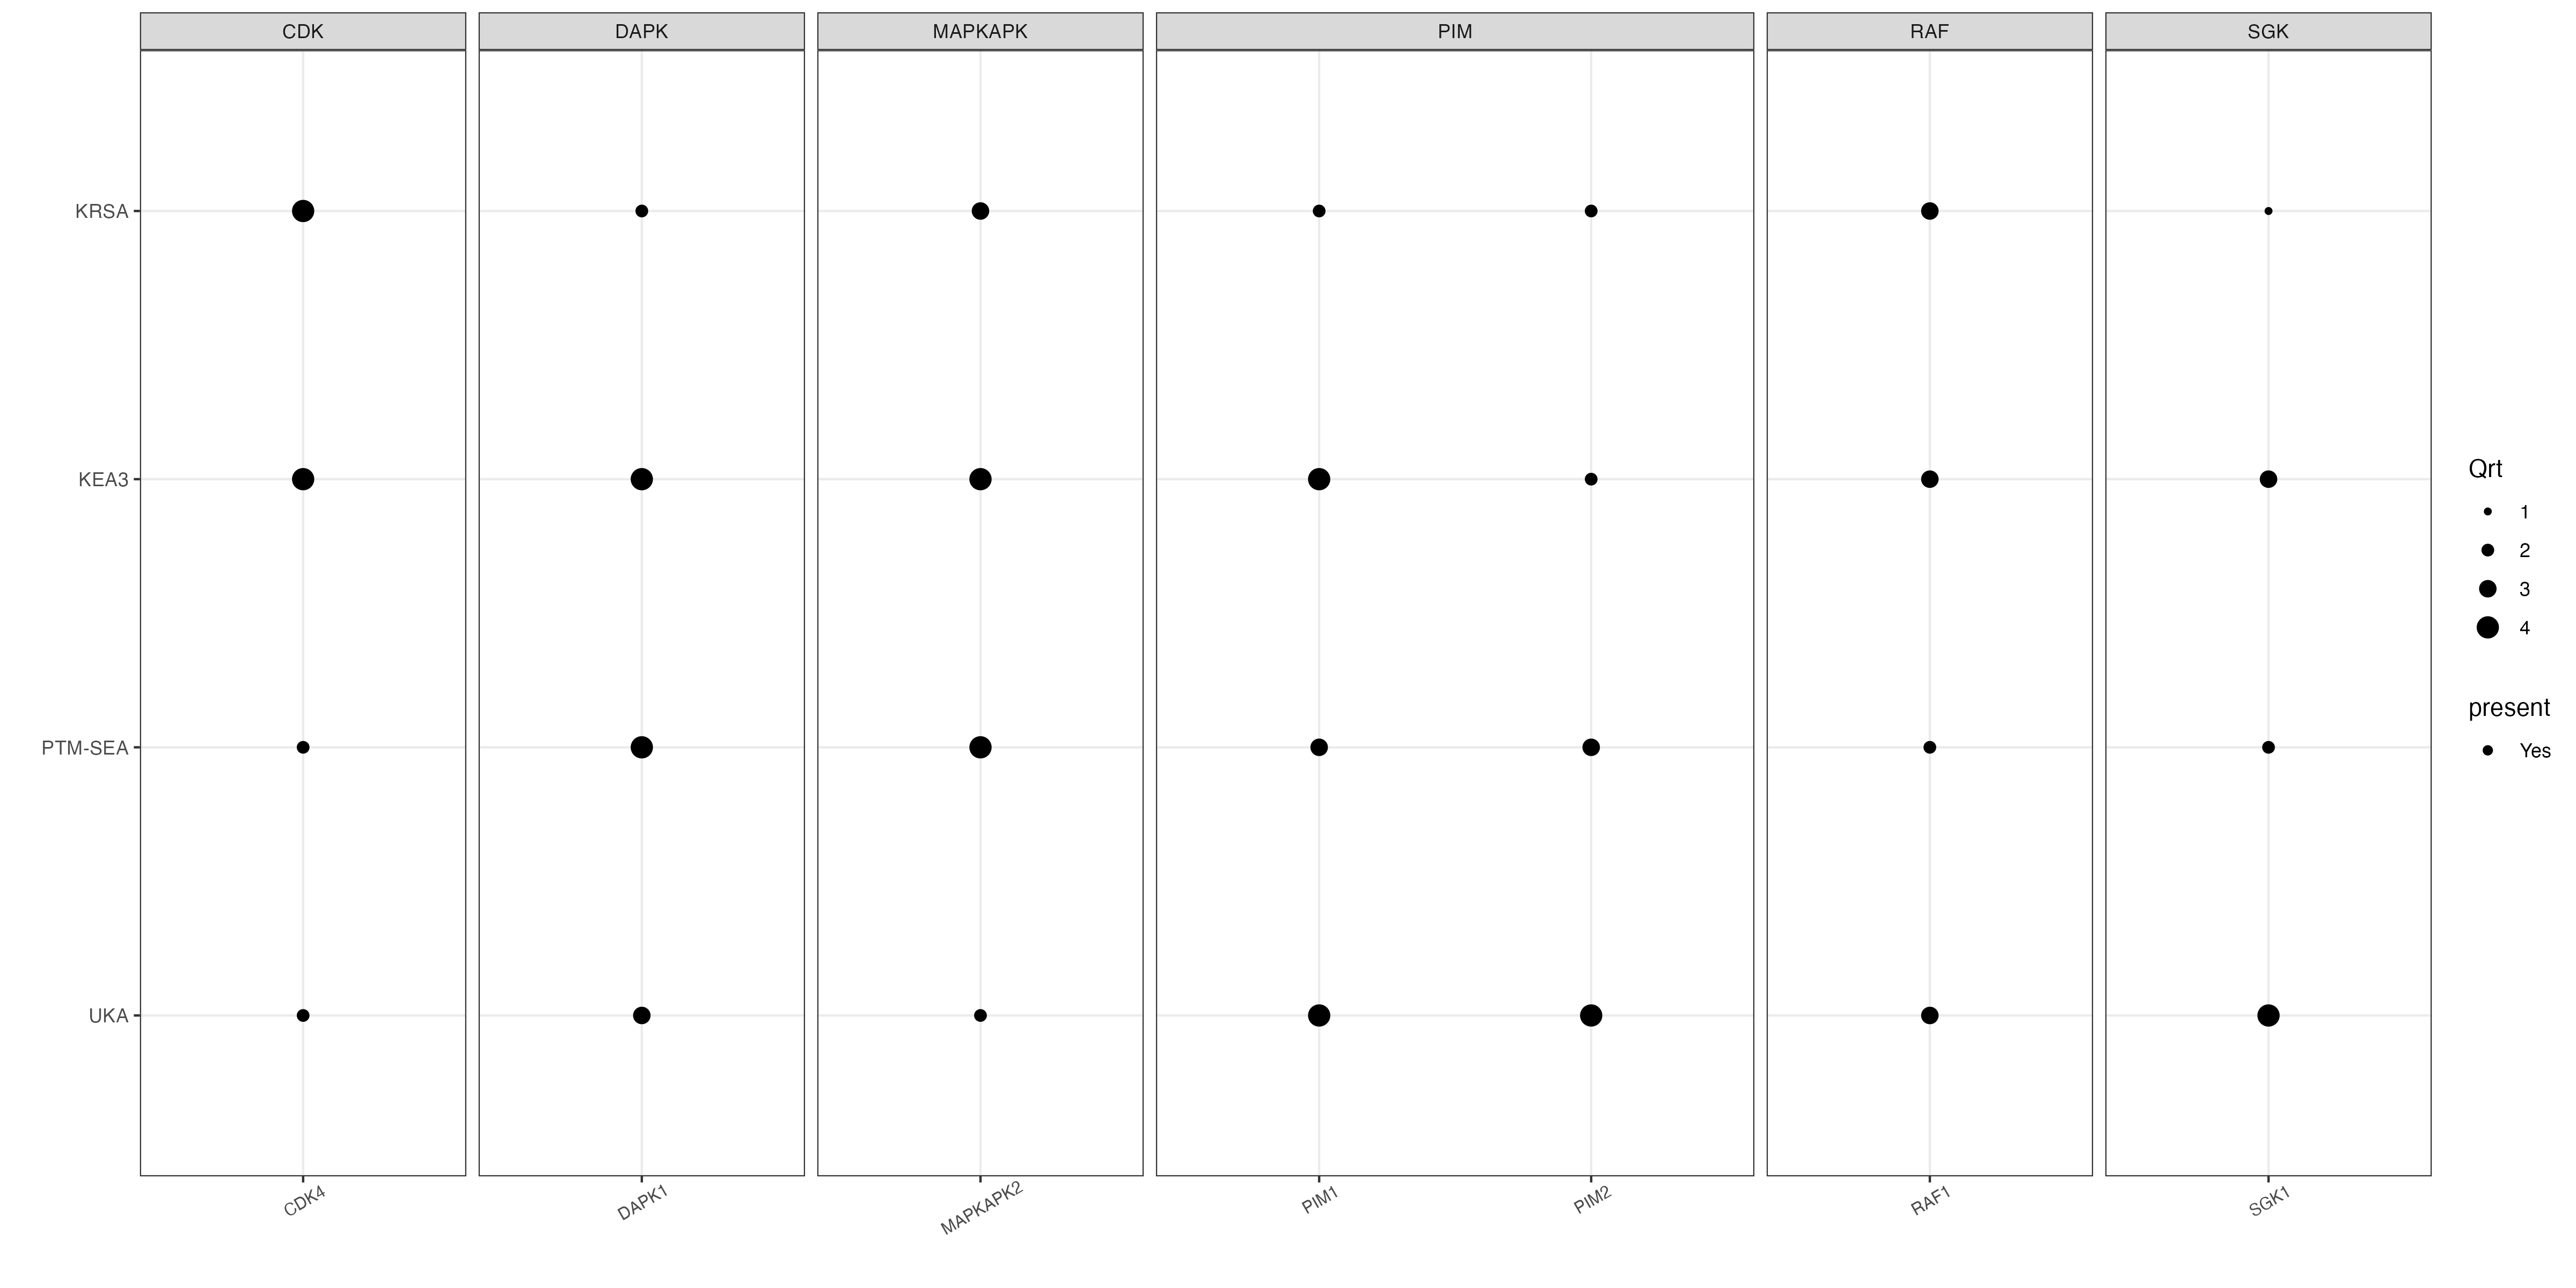 CDK DAPK MAPKAPK PIM RAF SGK
KRSA
KEA3
PTM-SEA
UKA
CDK4 DAPK1 MAPKAPK2 PIM1 PIM2 RAF1 SGK1
Qrt
1
2
3
4
present
Yes